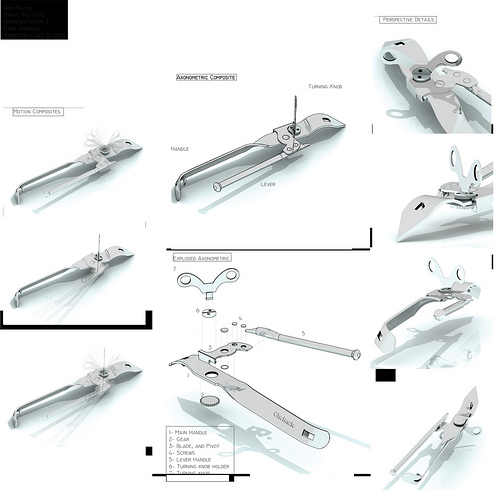 PERSPECTIVE DETAILS
AXONOMETRIC COMPOSITE
TURNING KNOB
MOTION COMPOSITES
HANDLE
LEVER
EXPLODED AXONOMETRIC
7
6
4
5
3
1
2
1- MAIN HANDLE
2- GEAR
3- BLADE, AND PIVOT
4- SCREWS
5- LEVER HANDLE
6- TURNING KNOB HOLDER
7- TURNING KNOB